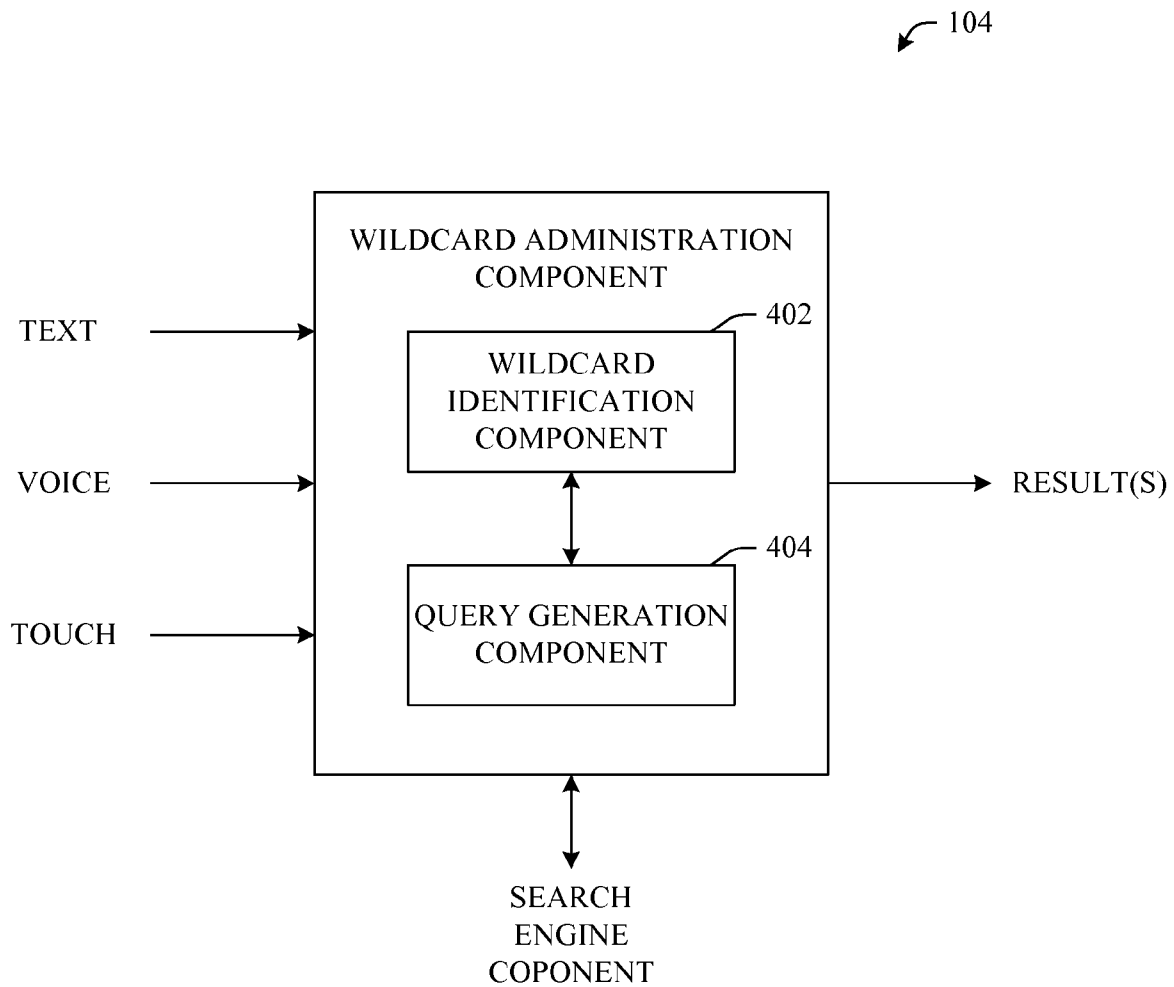 104
WILDCARD ADMINISTRATION
COMPONENT
402
TEXT
WILDCARD
IDENTIFICATION
COMPONENT
VOICE
RESULT(S)
404
QUERY GENERATION
COMPONENT
TOUCH
SEARCH
ENGINE
COPONENT